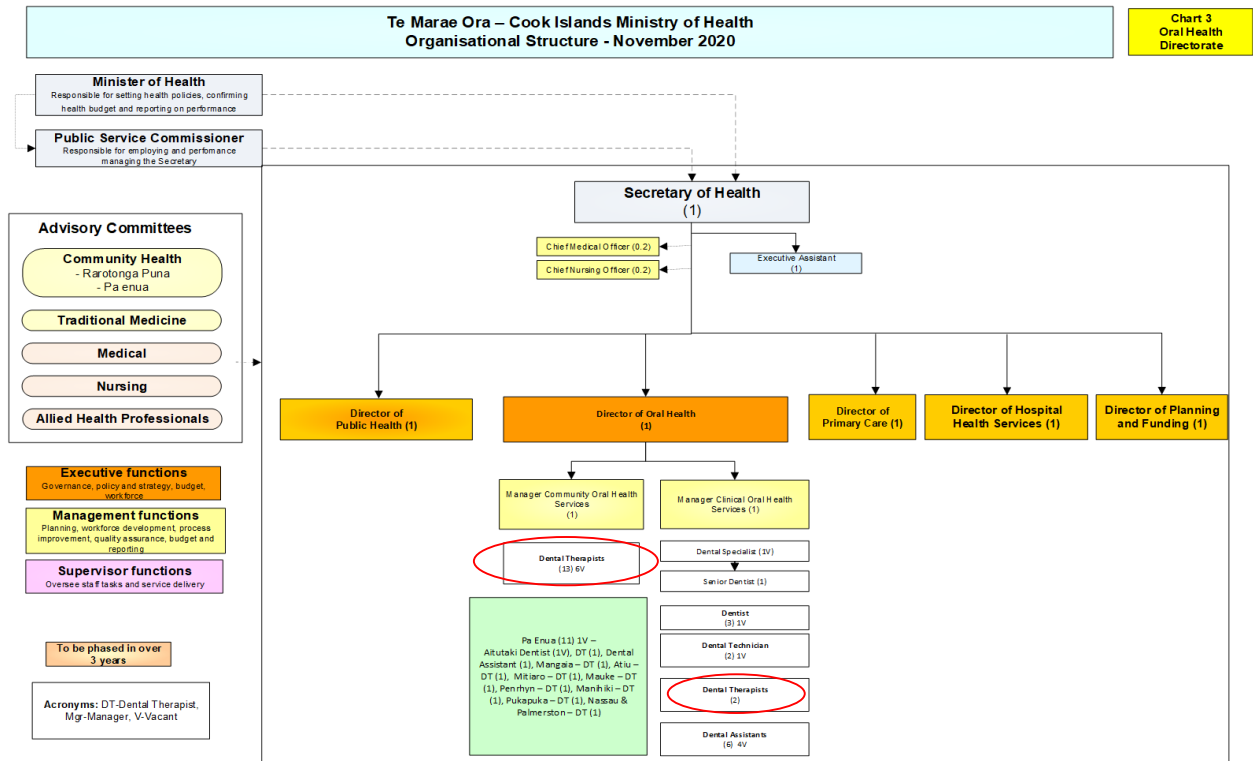 Te Marae Ora – Cook Islands Ministry of Health
Organisational Structure - November 2020
Chart 3
Oral Health
Directorate
Minister of Health
Responsible for setting health policies, confirming
health budget and reporting on performance
Public Service Commissioner
Responsible for employing and perfomance
managing the Secretary
Secretary of Health
(1)
Chief Medical Officer (0.2)
Chief Nursing Officer (0.2)
Executive Assistant
(1)
Advisory Committees
Community Health
- Rarotonga Puna
- Pa enua
Traditional Medicine
Medical
Nursing
Allied Health Professionals
Director of
Public Health (1)
Director of Oral Health
(1)
Director of
Primary Care (1)
Director of Hospital
Health Services (1)
Director of Planning
and Funding (1)
Executive functions
Governance, policy and strategy, budget,
workforce
Management functions
Planning, workforce development, process
improvement, quality assurance, budget and
reporting
Supervisor functions
Oversee staff tasks and service delivery
To be phased in over
3 years
Acronyms: DT-Dental Therapist,
Mgr-Manager, V-Vacant
Manager Community Oral Health
Services
(1)
Dental Therapists
(13) 6V
Pa Enua (11) 1V –
Aitutaki Dentist (1V), DT (1), Dental
Assistant (1), Mangaia – DT (1), Atiu –
DT (1), Mitiaro – DT (1), Mauke – DT
(1), Penrhyn – DT (1), Manihiki – DT
(1), Pukapuka – DT (1), Nassau &
Palmerston – DT (1)
Manager Clinical Oral Health
Services (1)
Dental Specialist (1V)
Senior Dentist (1)
Dentist
(3) 1V
Dental Technician
(2) 1V
Dental Therapists
(2)
Dental Assistants
(6) 4V